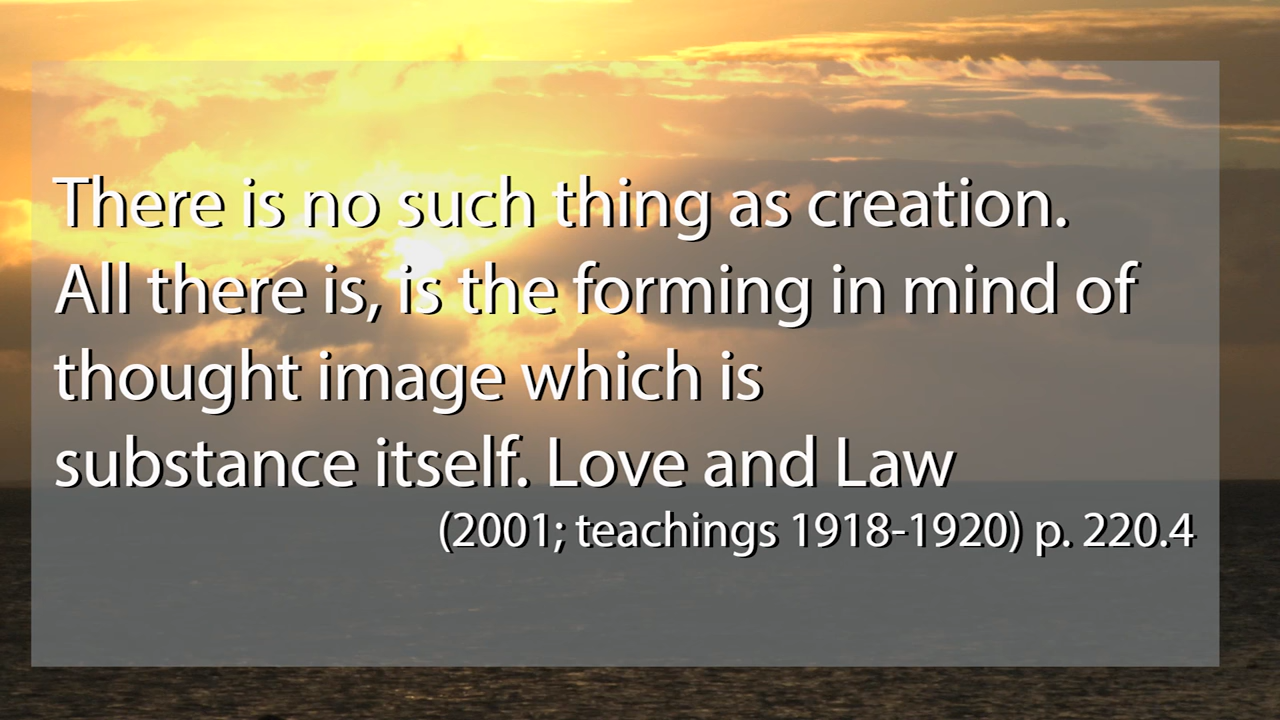 There is no such thing as creation.
All there is, is the forming in mind of
thought image which is
substance itself. Love and Law
(2001; teachings 1918-1920) p. 220.4